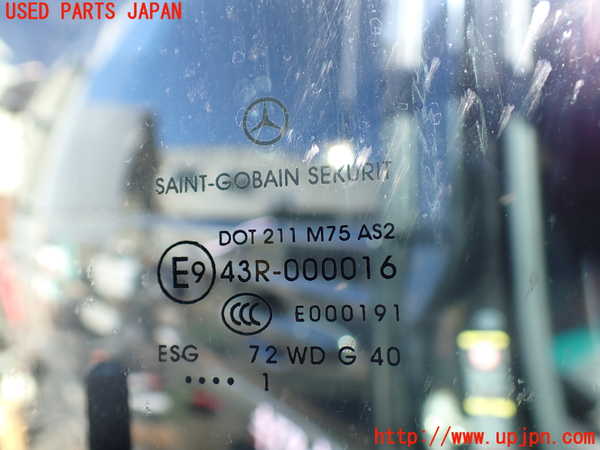 USED PARTS JAPAN
SAINT-GOBAIN SEKURIT
DOT 211 M75 AS2
E9 43R-000016
CCC E000191
ESG 72 WD G 40
•••• 1
http://www.upjpn.com